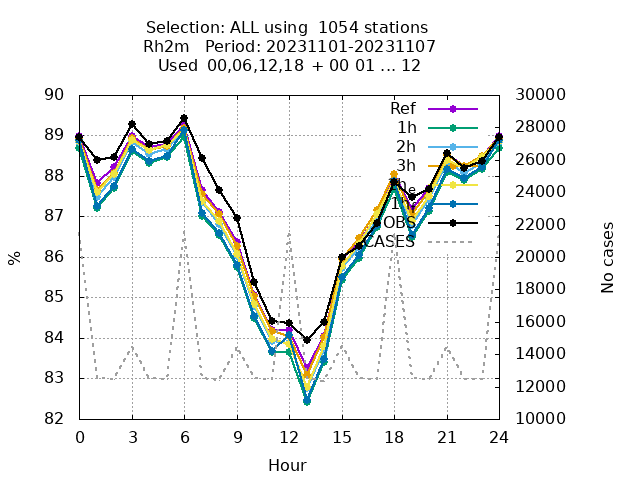 Selection: ALL using 1054 stations
Rh2m Period: 20231101-20231107
Used 00,06,12,18 + 00 01 ... 12
90
89
88
87
86
85
84
83
82
%
30000
28000
26000
24000
22000
20000
18000
16000
14000
12000
10000
No cases
Ref
1h
2h
3h
OBS
CASES
0 3 6 9 12 15 18 21 24
Hour